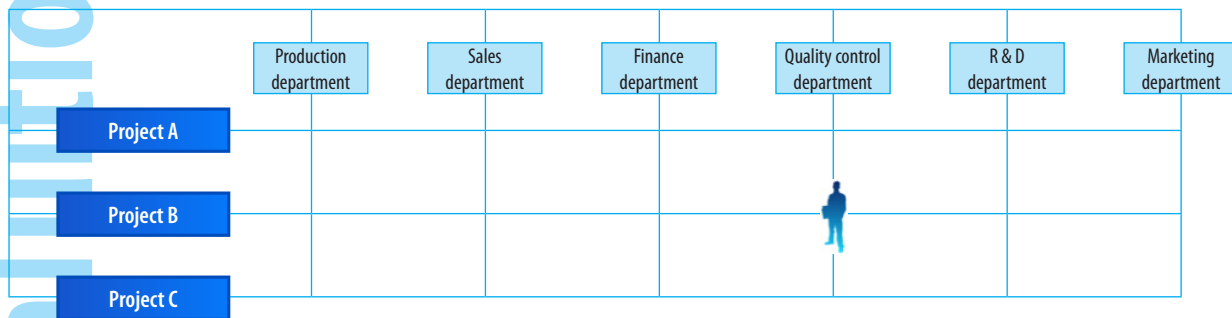 Production
department
Sales
department
Finance
department
Quality control
department
R & D
department
Marketing
department
Project A
Project B
Project C